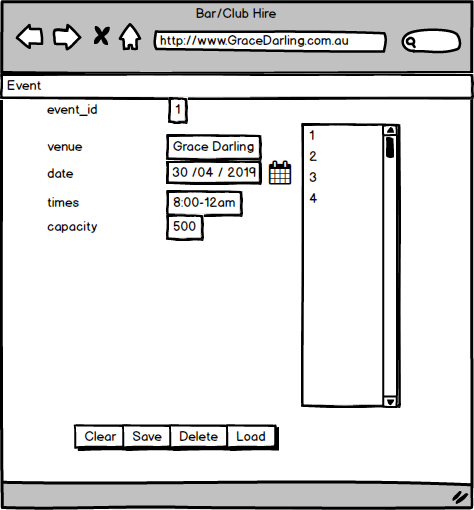 Bar/Club Hire
http://www.GraceDarling.com.au
Event
event_id 1
venue Grace Darling
date 30 /04 / 2019
times 8:00-12am
capacity 500
1
2
3
4
Clear Save Delete Load